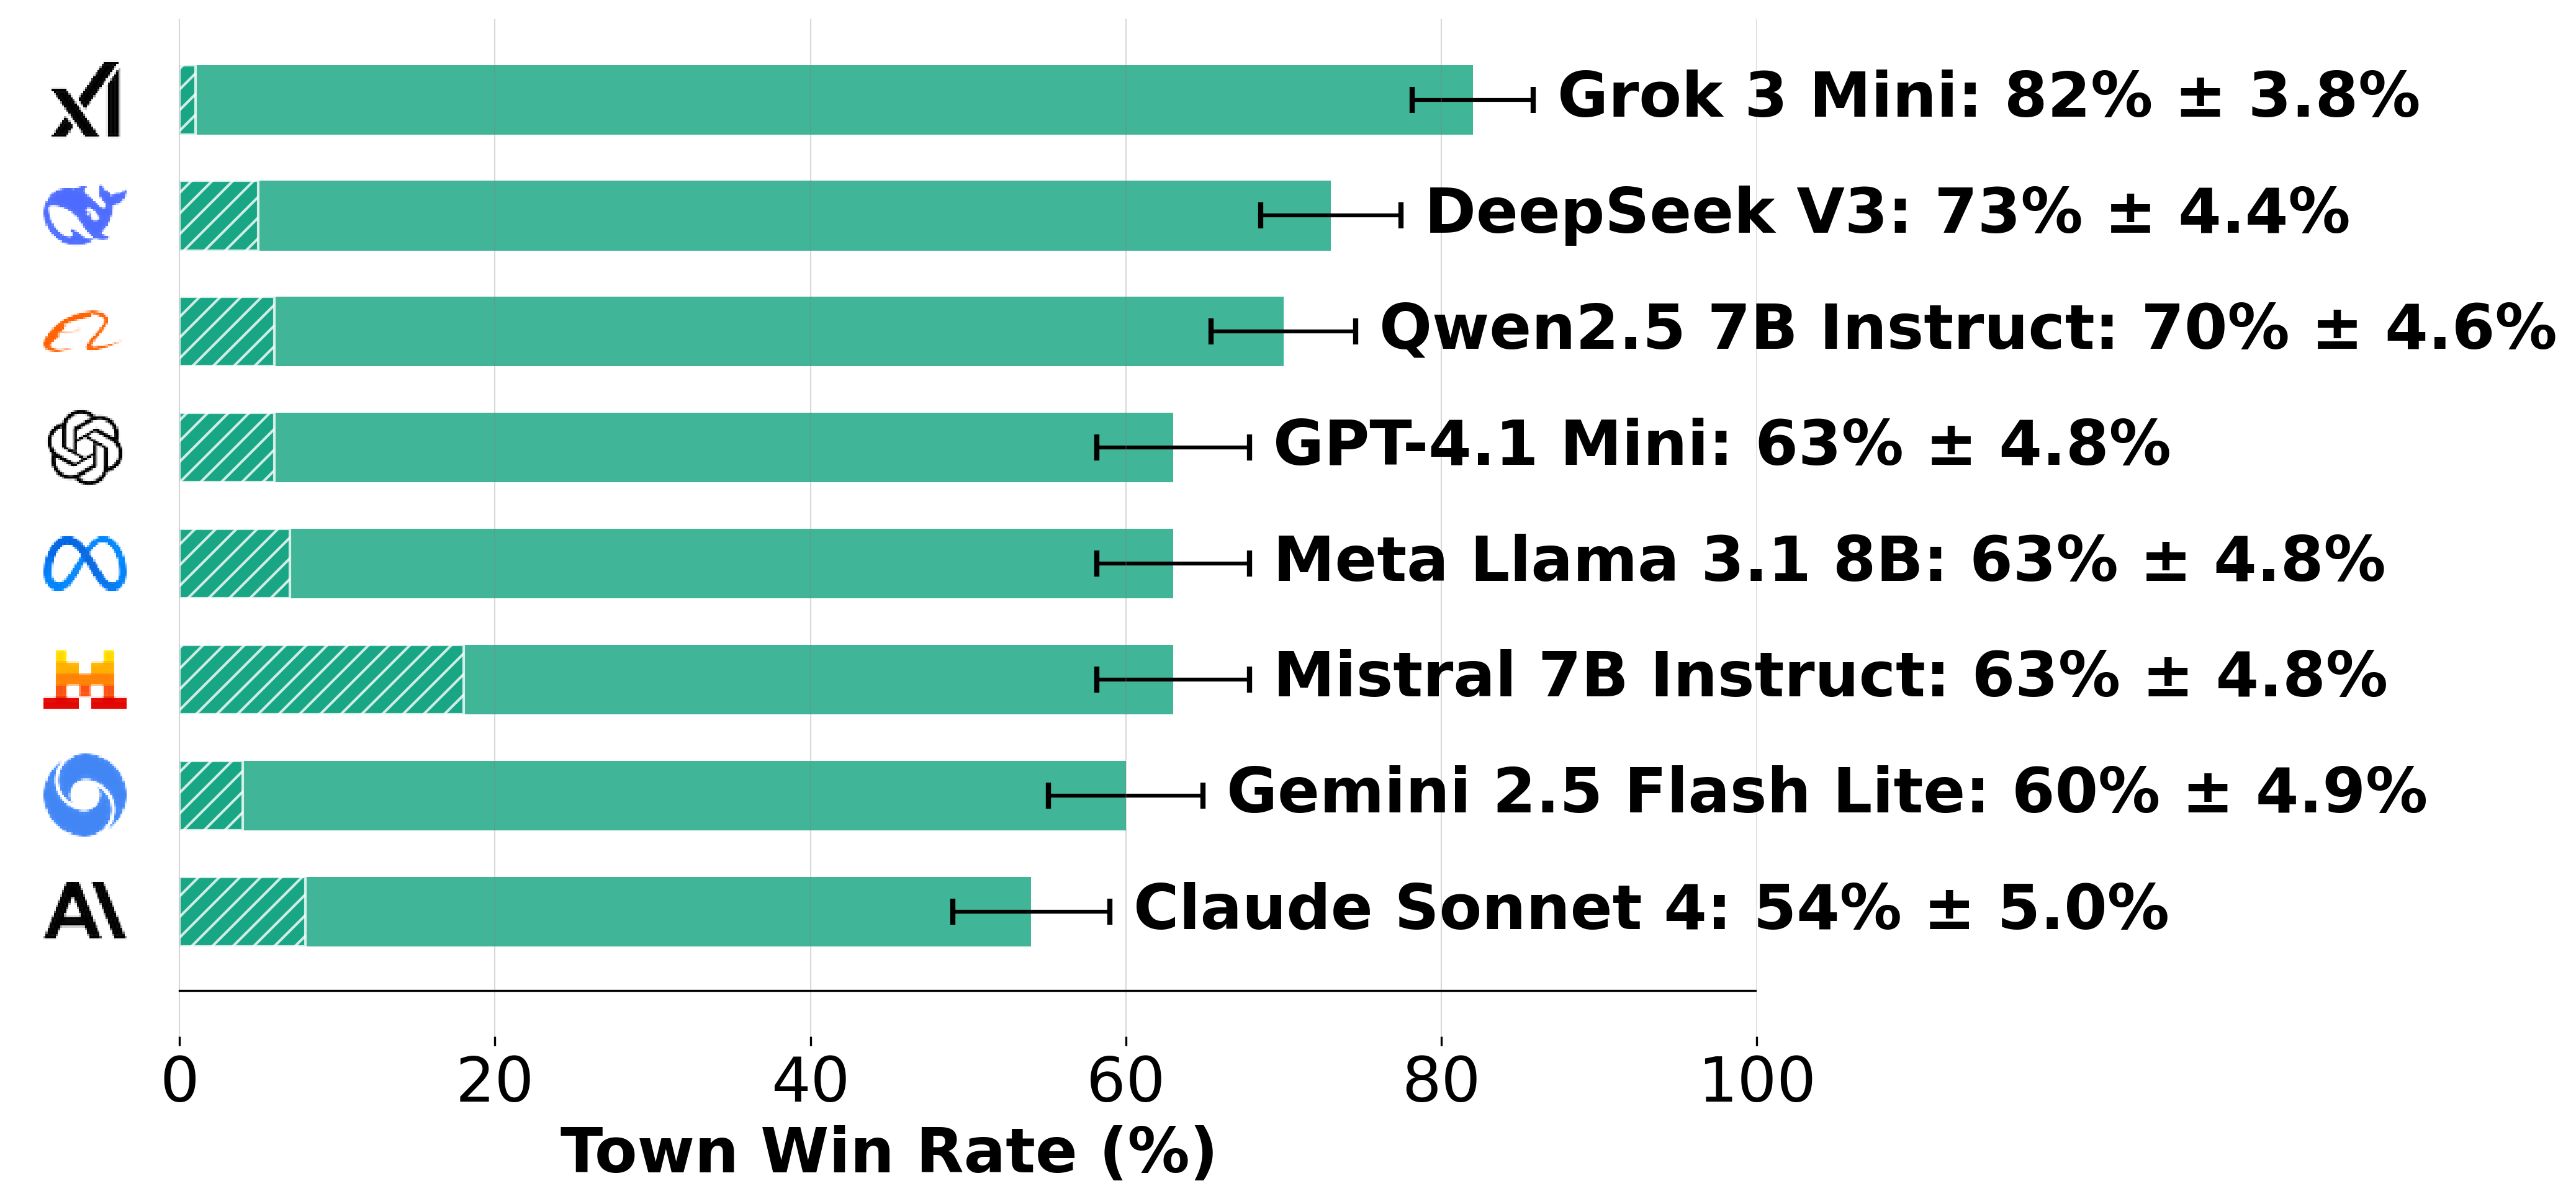 Grok 3 Mini: 82% ± 3.8%
DeepSeek V3: 73% ± 4.4%
Qwen2.5 7B Instruct: 70% ± 4.6%
GPT-4.1 Mini: 63% ± 4.8%
Meta Llama 3.1 8B: 63% ± 4.8%
Mistral 7B Instruct: 63% ± 4.8%
Gemini 2.5 Flash Lite: 60% ± 4.9%
Claude Sonnet 4: 54% ± 5.0%
0 20 40 60 80 100
Town Win Rate (%)